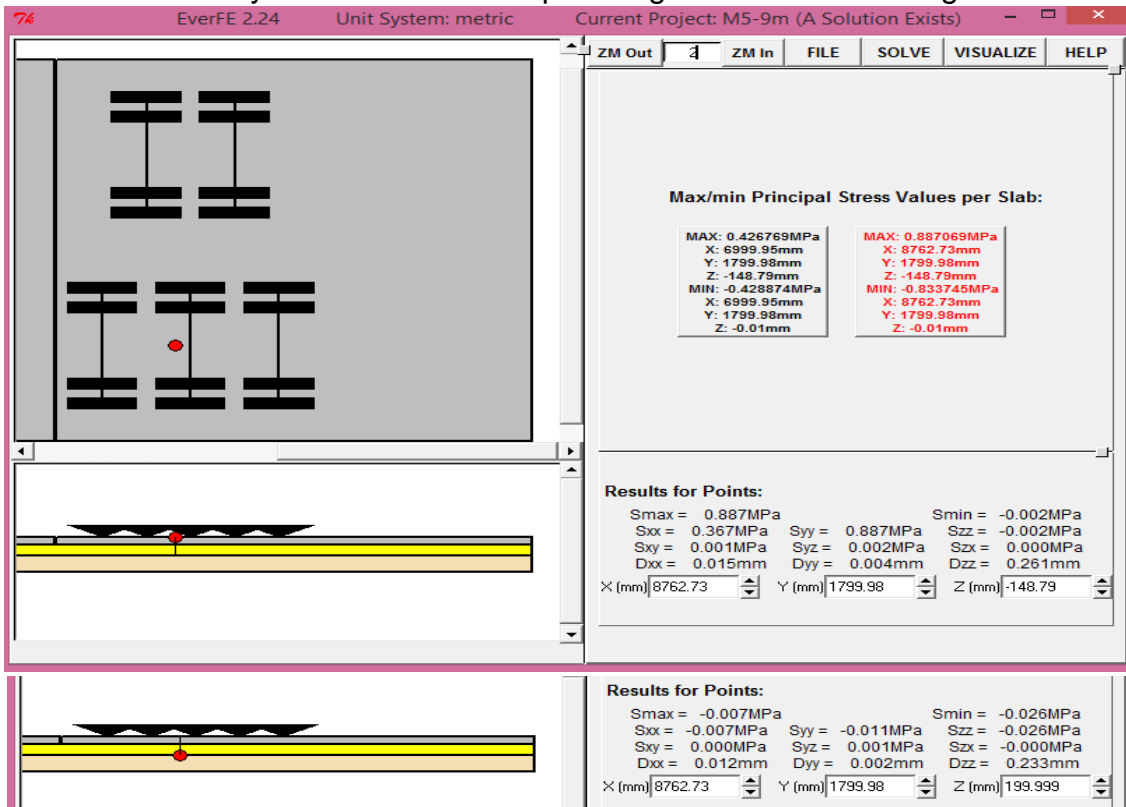 EverFE 2.24 Unit System: metric Current Project: M5-9m (A Solution Exists)
ZM Out 2 ZM In FILE SOLVE VISUALIZE HELP
Max/min Principal Stress Values per Slab:
MAX: 0.426769MPa MAX: 0.887069MPa
X: 6999.95mm X: 8762.73mm
Y: 1799.98mm Y: 1799.98mm
Z: -148.79mm Z: -148.79mm
MIN: -0.428874MPa MIN: -0.833745MPa
X: 6999.95mm X: 8762.73mm
Y: 1799.98mm Y: 1799.98mm
Z: -0.01mm Z: -0.01mm
Results for Points:
Smax = 0.887MPa Smin = -0.002MPa
Sxx = 0.367MPa Syy = 0.887MPa Szz = -0.002MPa
Sxy = 0.001MPa Syz = 0.002MPa Szx = 0.000MPa
Dxx = 0.015mm Dyy = 0.004mm Dzz = 0.261mm
X (mm) 8762.73 Y (mm) 1799.98 Z (mm) -148.79
Results for Points:
Smax = -0.007MPa Smin = -0.026MPa
Sxx = -0.007MPa Syy = -0.011MPa Szz = -0.026MPa
Sxy = 0.000MPa Syz = 0.001MPa Szx = -0.000MPa
Dxx = 0.012mm Dyy = 0.002mm Dzz = 0.233mm
X (mm) 8762.73 Y (mm) 1799.98 Z (mm) 199.999